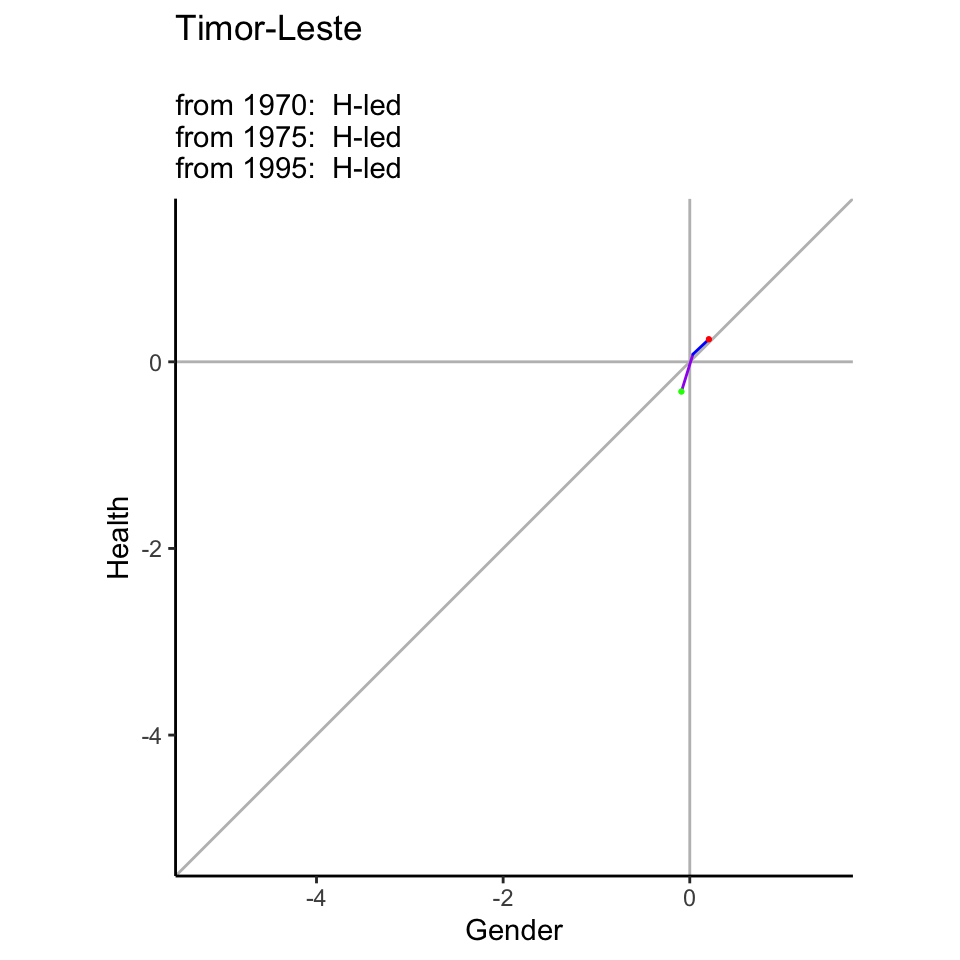 Timor-Leste
from 1970:  H-led
from 1975:  H-led
from 1995:  H-led
0
-2
-4
Health
-4
-2
0
Gender